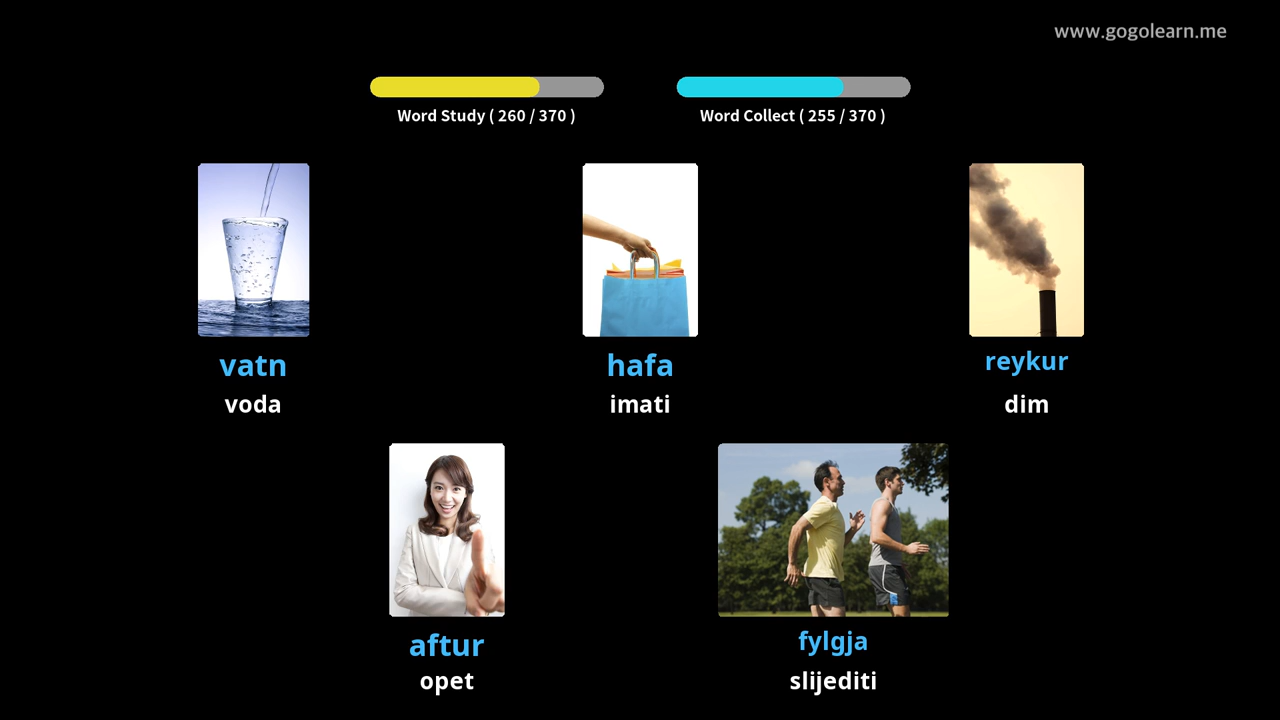 www.gogolearn.me
Word Study ( 260 / 370 )
Word Collect ( 255 / 370 )
vatn
voda
hafa
imati
reykur
dim
aftur
opet
fylgja
slijediti